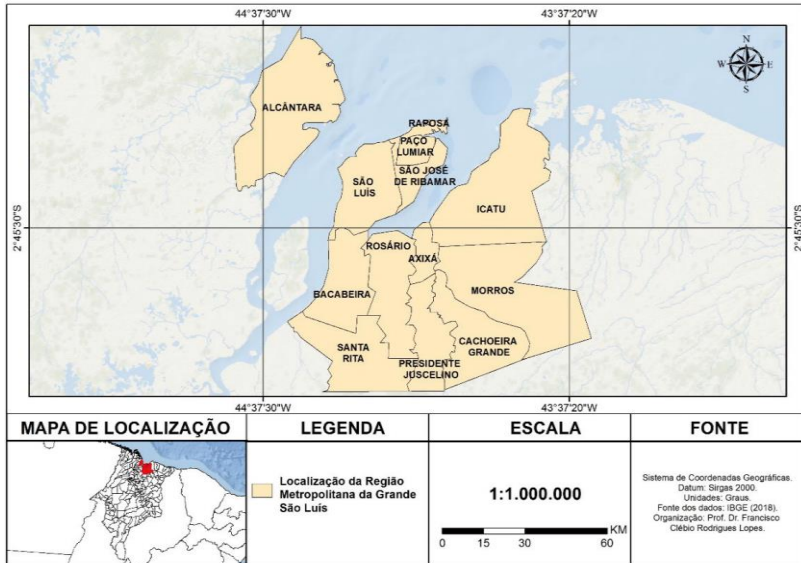 44°37'30"W
43°37'20"W
N
W
E
S
ALCÂNTARA
RAPOSA
PAÇO
LUMIAR
SÃO JOSÉ
DE RIBAMAR
SÃO
LUÍS
ICATU
2°45'30"S
2°45'30"S
ROSÁRIO
AXIXÁ
BACABEIRA
MORROS
SANTA
RITA
CACHOEIRA
GRANDE
PRESIDENTE
JUSCELINO
44°37'30"W
43°37'20"W
MAPA DE LOCALIZAÇÃO
LEGENDA
Localização da Região
Metropolitana da Grande
São Luís
ESCALA
1:1.000.000
KM
0 15 30 60
FONTE
Sistema de Coordenadas Geográficas.
Datum: Sirgas 2000.
Unidades: Graus.
Fonte dos dados: IBGE (2018).
Organização: Prof. Dr. Francisco
Clébio Rodrigues Lopes.